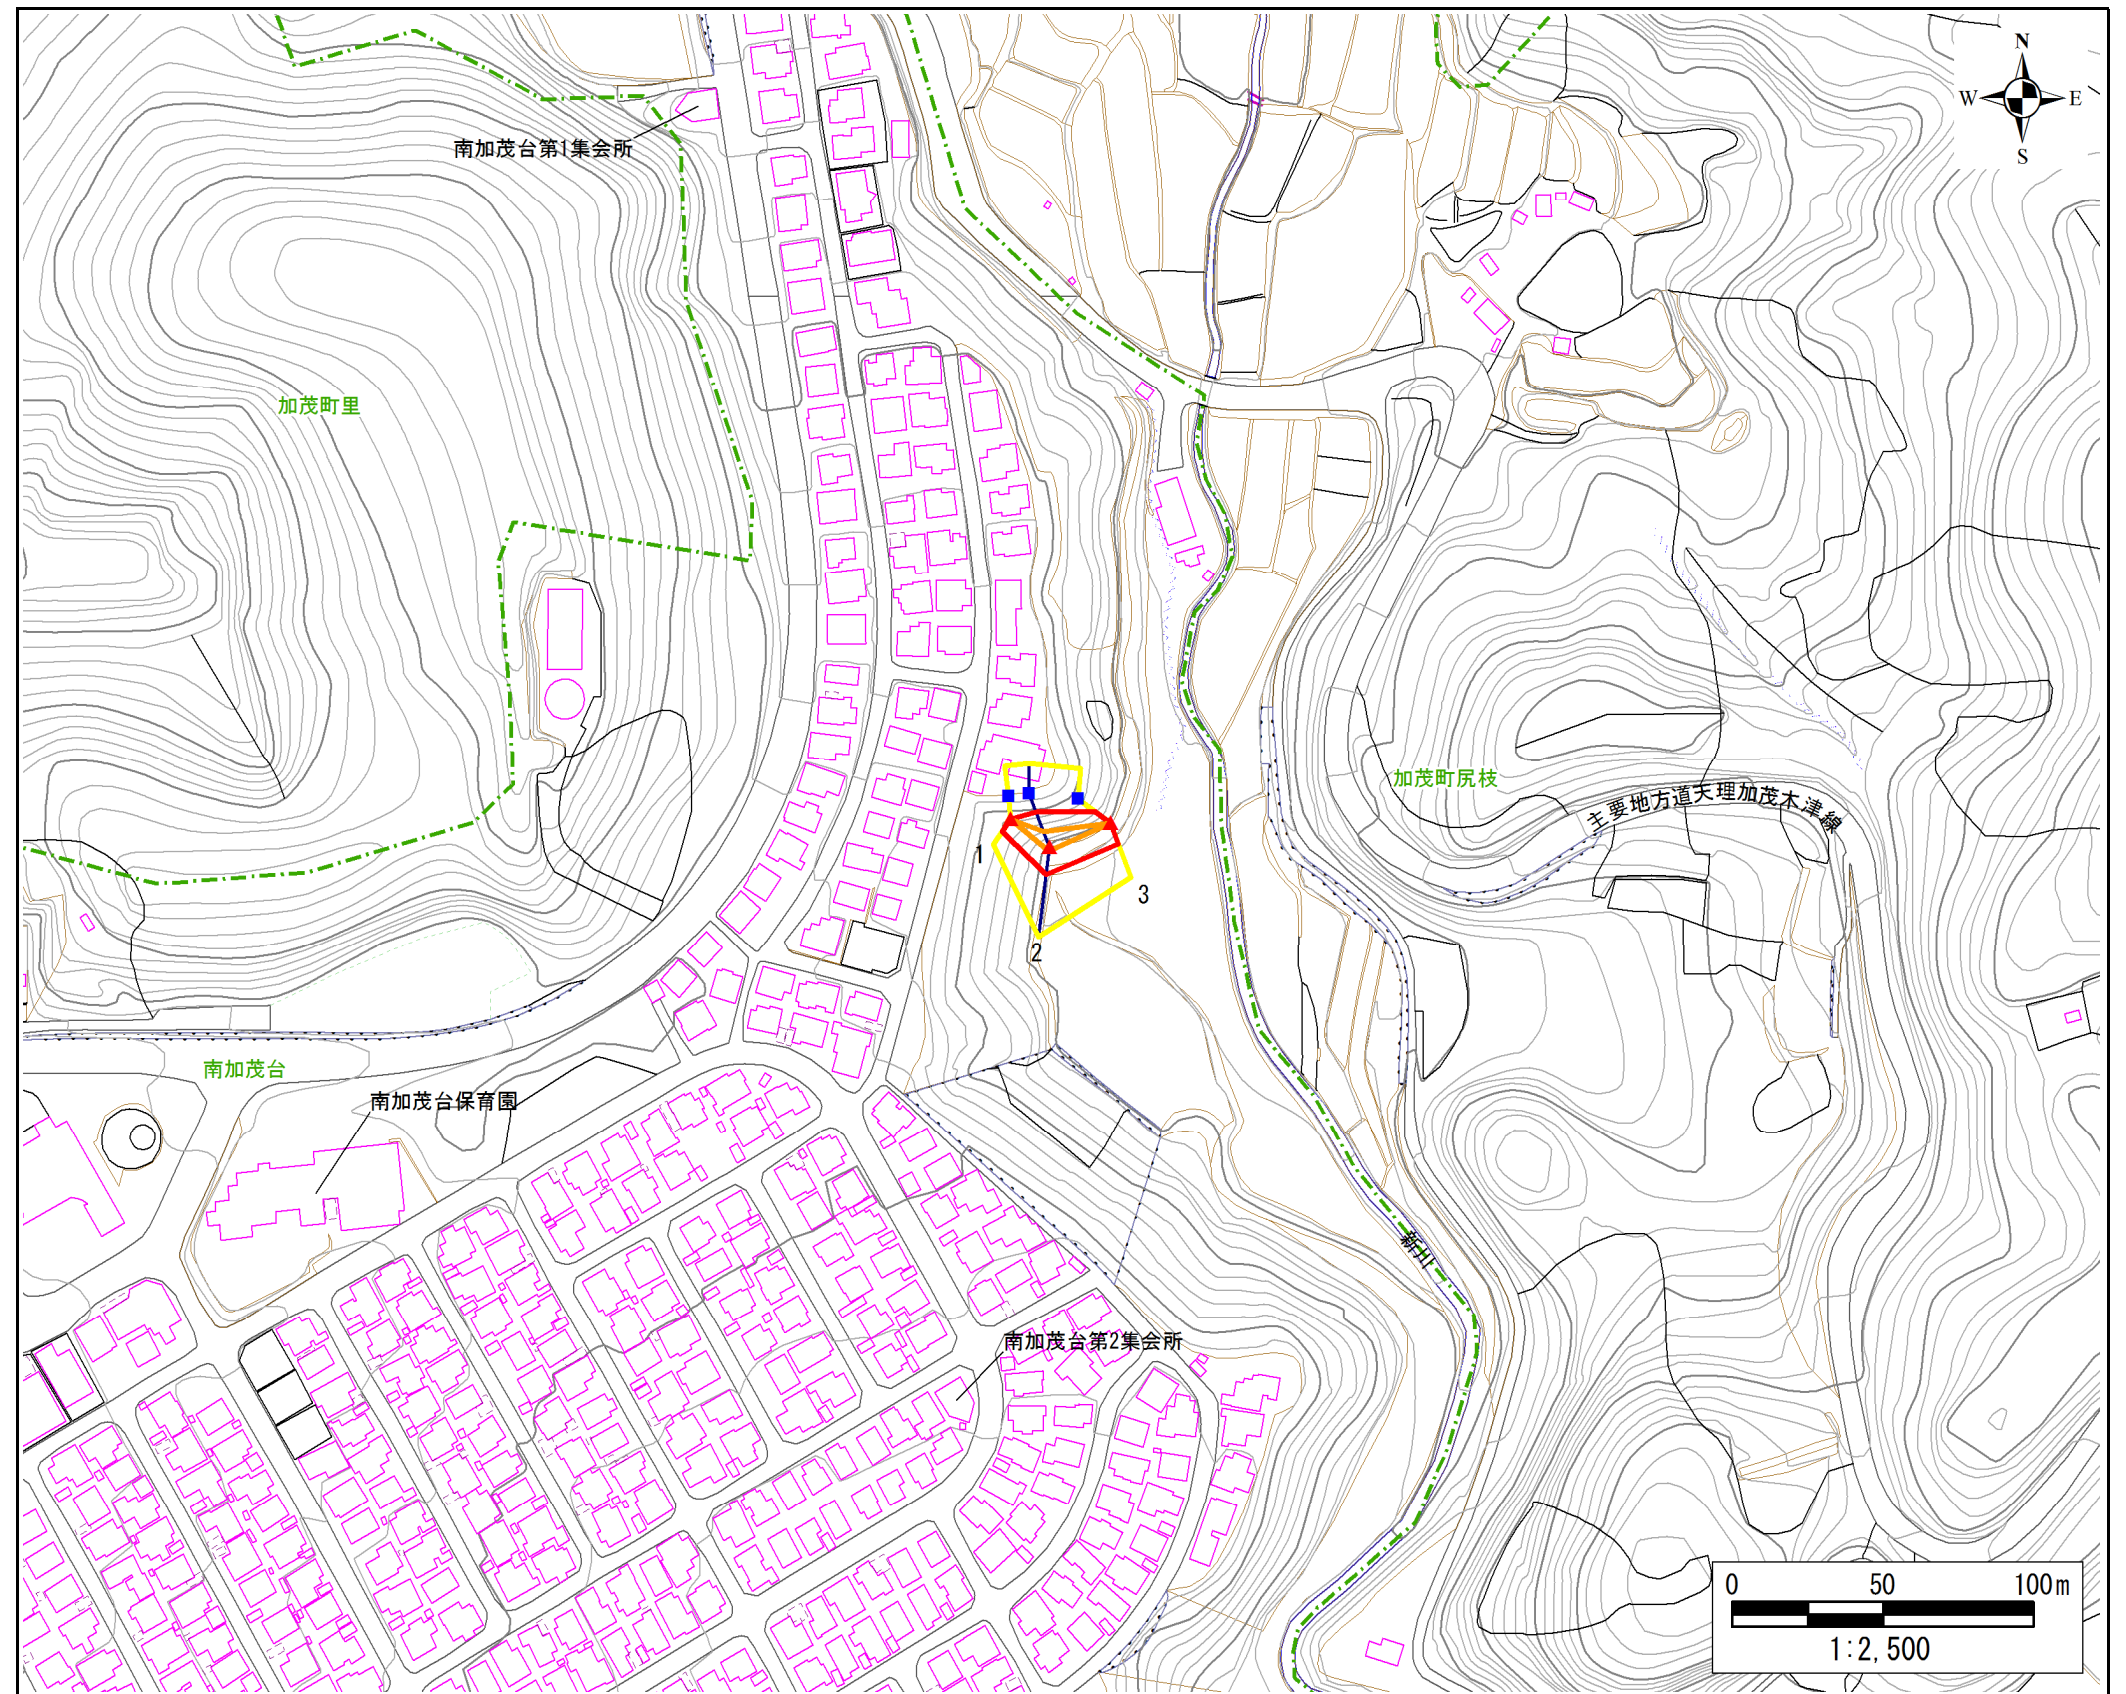 N
W E
S
南加茂台第1集会所
加茂町里
加茂町尻枝
主要地方道天理加茂木津線
1
3
2
南加茂台
南加茂台保育園
新川
南加茂台第2集会所
0 50 100m
1:2,500